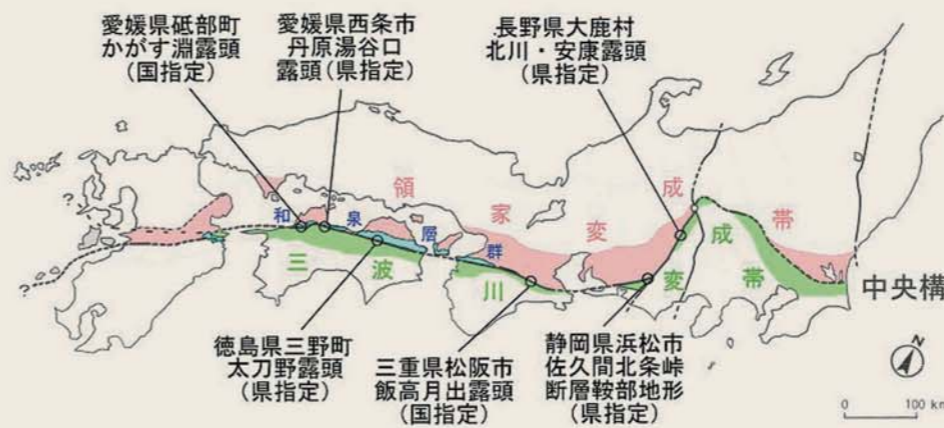 愛媛県砥部町
かがす淵露頭
(国指定)
愛媛県西条市
丹原湯谷口
露頭(県指定)
長野県大鹿村
北川・安康露頭
(県指定)
領家変成帯
和泉層群
三波川変成帯
中央構
徳島県三野町
太刀野露頭
(県指定)
三重県松阪市
飯高月出露頭
(国指定)
静岡県浜松市
佐久間北条峠
断層鞍部地形
(県指定)
?
?
N
0 100 km